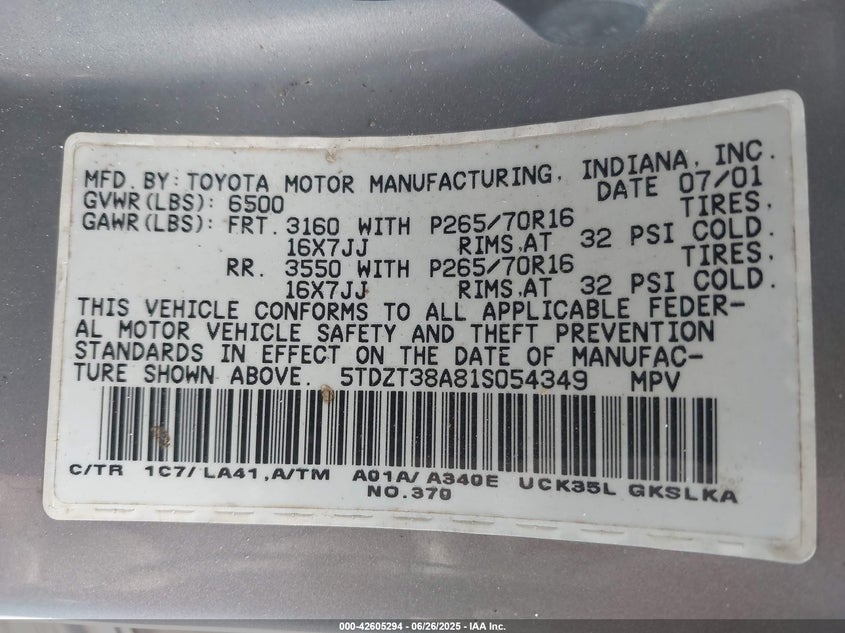 MFD. BY: TOYOTA MOTOR MANUFACTURING, INDIANA, INC.
GVWR(LBS): 6500 DATE 07/01
GAWR(LBS): FRT. 3160 WITH P265/70R16 TIRES,
16X7JJ RIMS,AT 32 PSI COLD.
RR. 3550 WITH P265/70R16 TIRES,
16X7JJ RIMS,AT 32 PSI COLD.
THIS VEHICLE CONFORMS TO ALL APPLICABLE FEDER-
AL MOTOR VEHICLE SAFETY AND THEFT PREVENTION
STANDARDS IN EFFECT ON THE DATE OF MANUFAC-
TURE SHOWN ABOVE. 5TDZT38A81S054349 MPV
C/TR 1C7/LA41,A/TM A01A/A340E UCK35L GKSLKA
NO.370
000-42605294 - 06/26/2025 - IAA Inc.